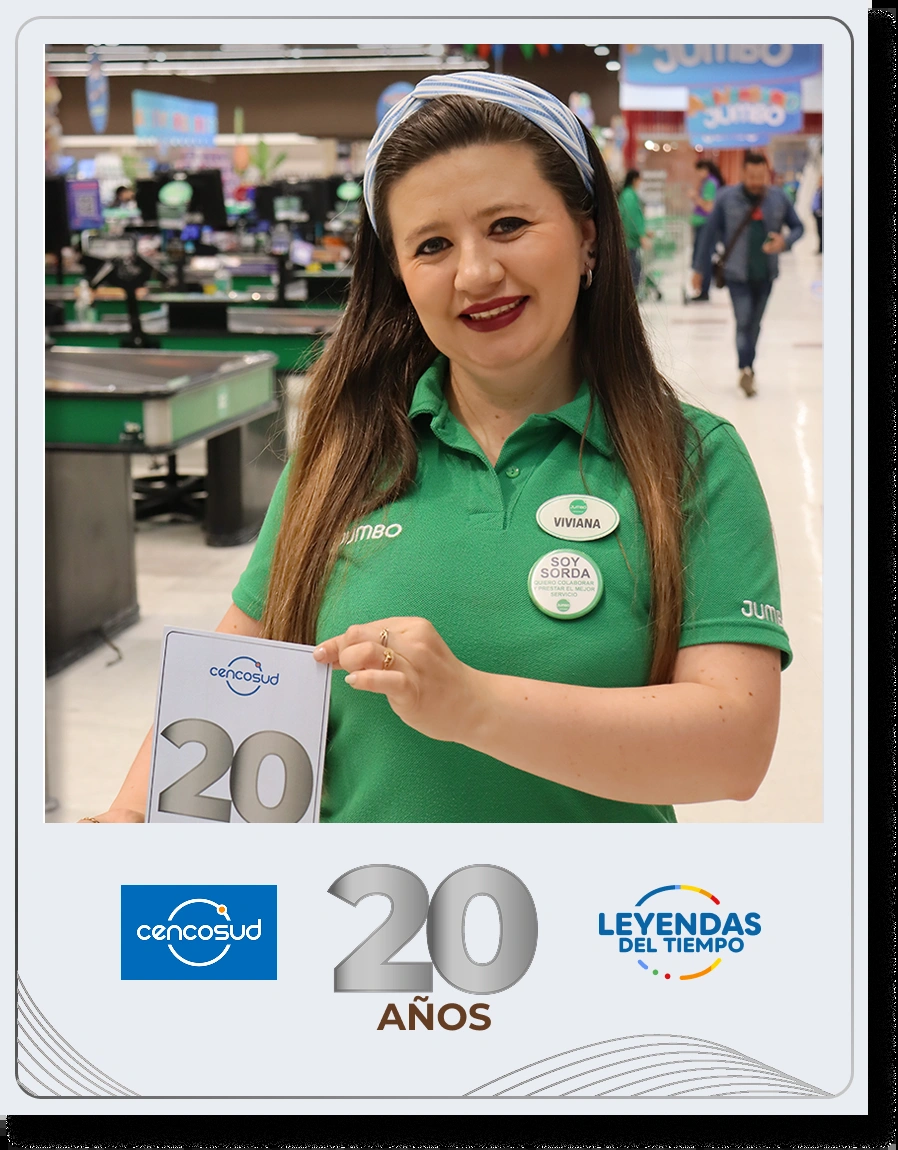 JUMBO
JUMBO
JUMBO
Jumbo
VIVIANA
SOY
SORDA
QUIERO COLABORAR
Y PRESTAR EL MEJOR
SERVICIO
JUMB
cencosud
20
cencosud
20
AÑOS
LEYENDAS
DEL TIEMPO